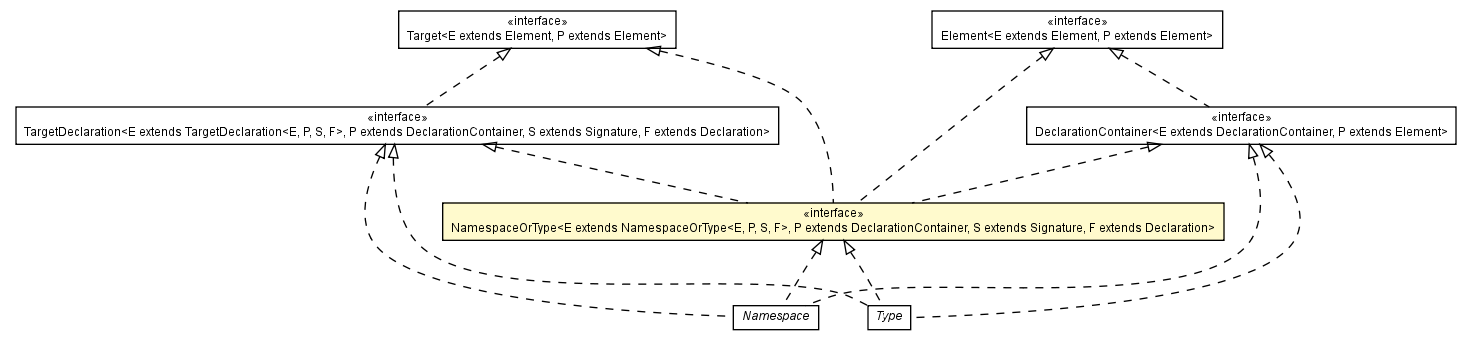 «interface»
Target<E extends Element, P extends Element>
«interface»
Element<E extends Element, P extends Element>
«interface»
TargetDeclaration<E extends TargetDeclaration<E, P, S, F>, P extends DeclarationContainer, S extends Signature, F extends Declaration>
«interface»
DeclarationContainer<E extends DeclarationContainer, P extends Element>
«interface»
NamespaceOrType<E extends NamespaceOrType<E, P, S, F>, P extends DeclarationContainer, S extends Signature, F extends Declaration>
Namespace
Type